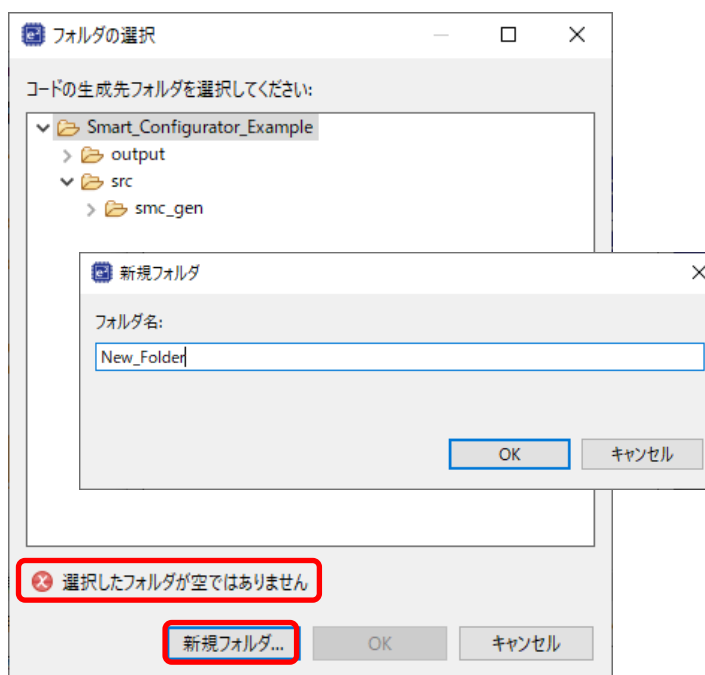 フォルダの選択
コードの生成先フォルダを選択してください:
Smart_Configurator_Example
output
src
smc_gen
新規フォルダ
フォルダ名:
New_Folder
OK キャンセル
選択したフォルダが空ではありません
新規フォルダ... OK キャンセル